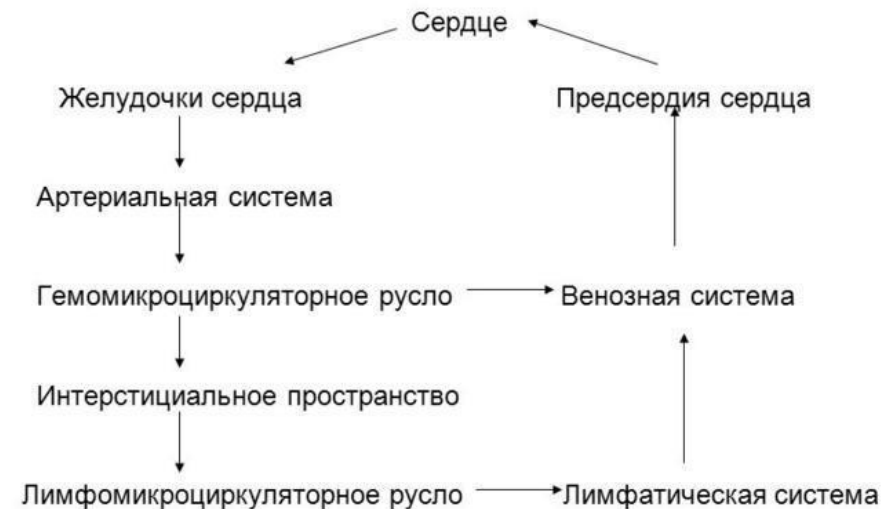 Сердце
Желудочки сердца
Предсердия сердца
Артериальная система
Гемомикроциркуляторное русло
Венозная система
Интерстициальное пространство
Лимфомикроциркуляторное русло
Лимфатическая система